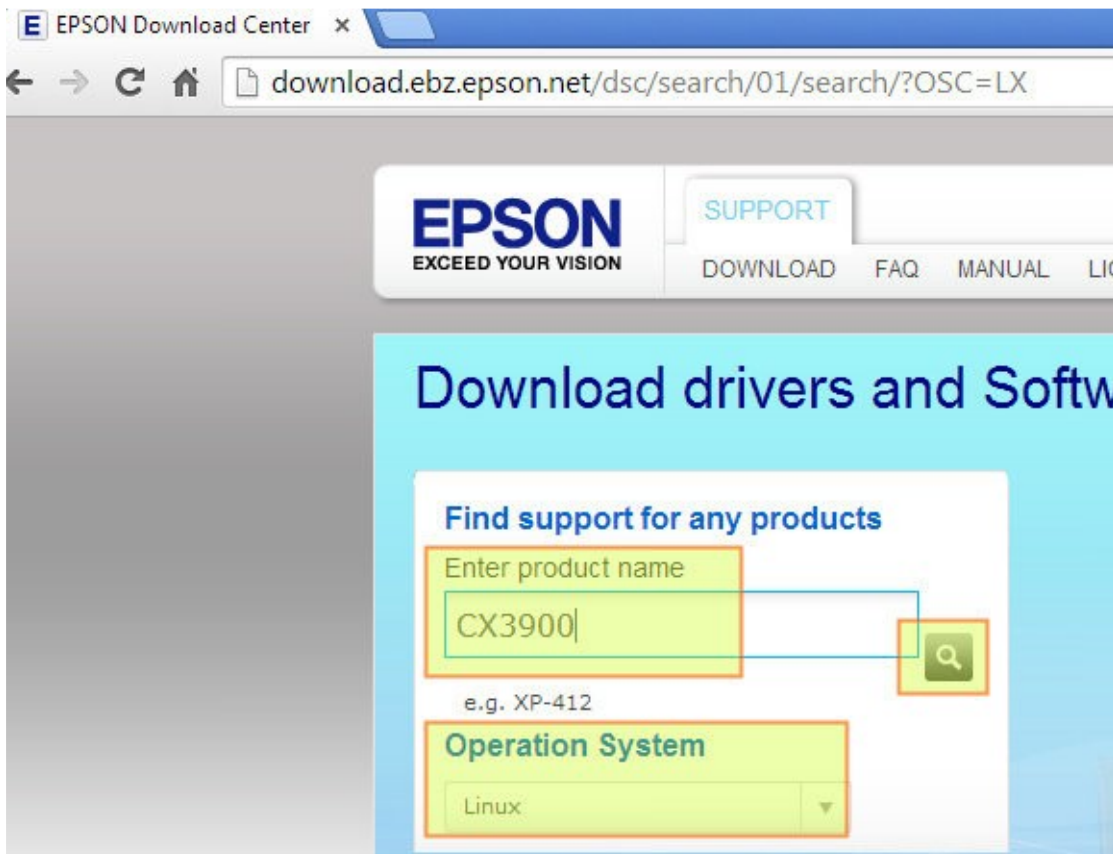 E EPSON Download Center ×
download.ebz.epson.net/dsc/search/01/search/?OSC=LX
EPSON
EXCEED YOUR VISION
SUPPORT
DOWNLOAD FAQ MANUAL
Download drivers and
Find support for any products
Enter product name
CX3900
e.g. XP-412
Operation System
Linux